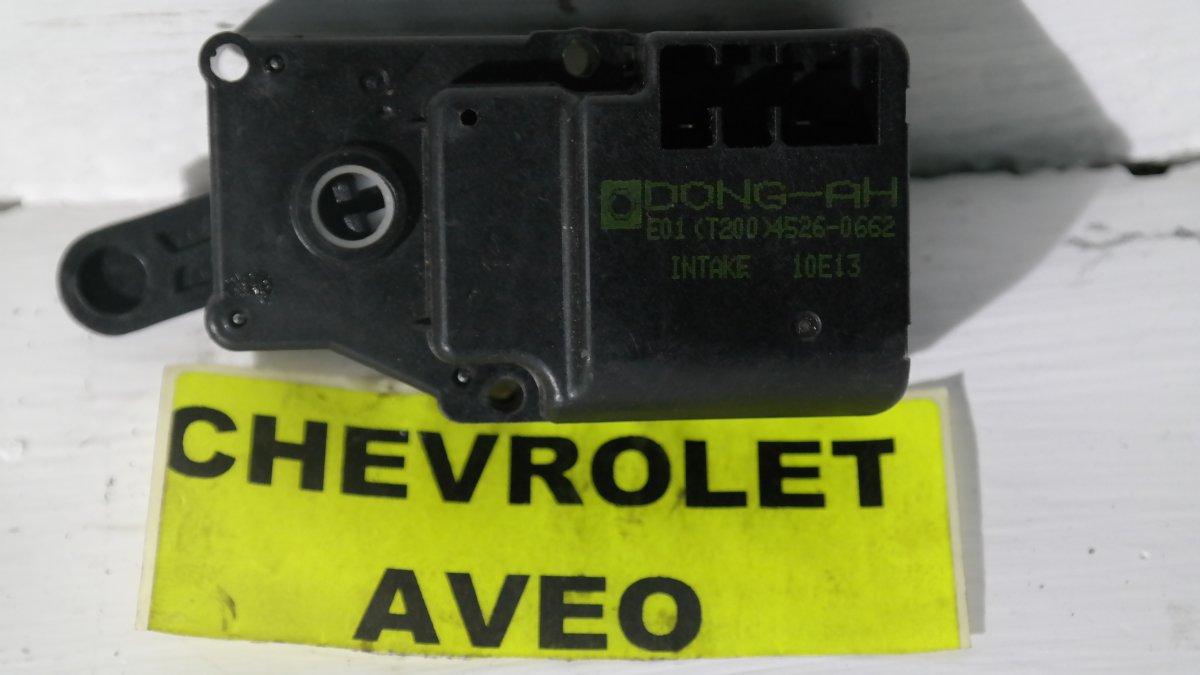 DONG-AH
E01(T200)4526-0662
INTAKE 10E13
CHEVROLET
AVEO